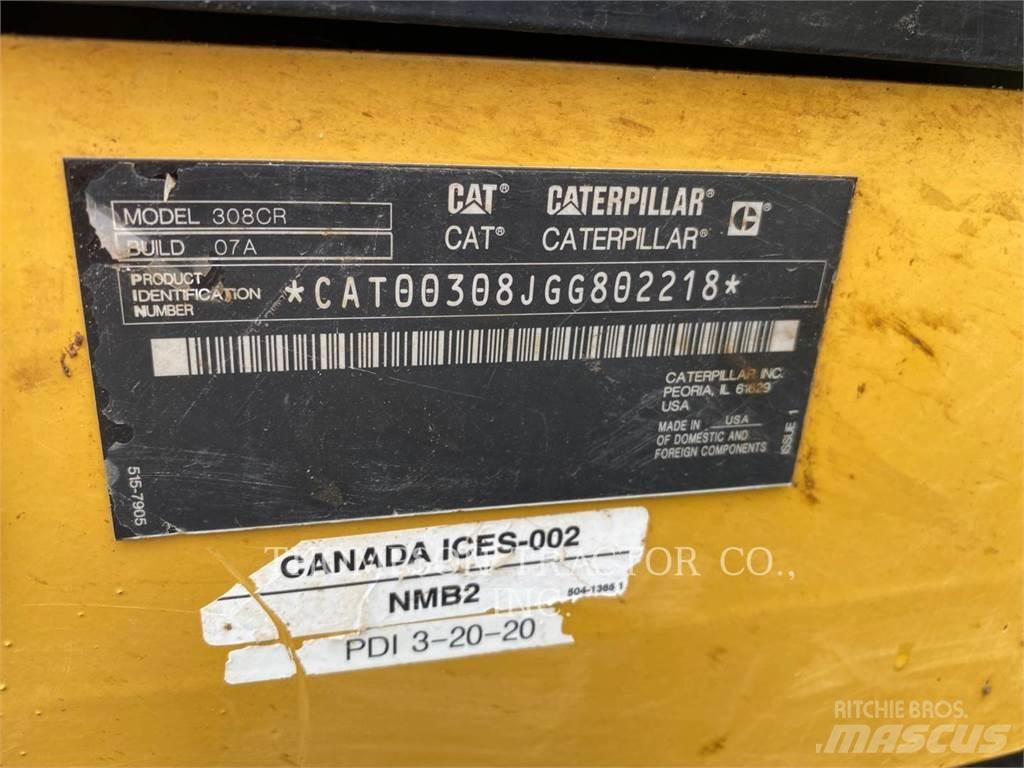 MODEL 308CR
BUILD 07A
CAT® CATERPILLAR®
CAT® CATERPILLAR®
PRODUCT
IDENTIFICATION
NUMBER
*CAT00308JGG802218*
CATERPILLAR INC.
PEORIA, IL 61629
USA
MADE IN USA
OF DOMESTIC AND
FOREIGN COMPONENTS
ISSUE 1
515-7905
CANADA ICES-002
NMB2
504-1365 1
PDI 3-20-20
TRACTOR CO.,
INC.
RITCHIE BROS.
MASCUS